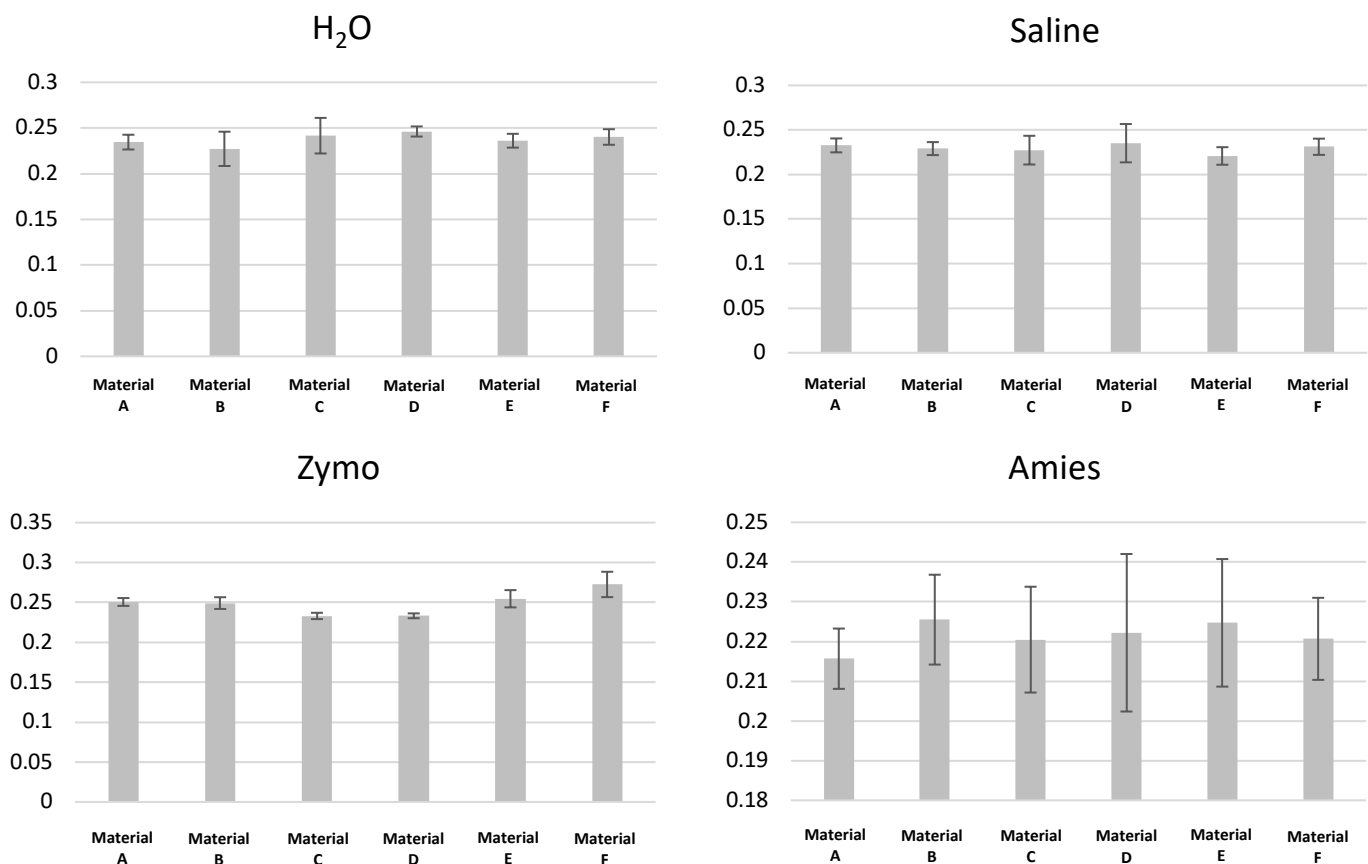 H₂O
0.3
0.25
0.2
0.15
0.1
0.05
0
Material Material Material Material Material Material
A B C D E F
Saline
0.3
0.25
0.2
0.15
0.1
0.05
0
Material Material Material Material Material Material
A B C D E F
Zymo
0.35
0.3
0.25
0.2
0.15
0.1
0.05
0
Material Material Material Material Material Material
A B C D E F
Amies
0.25
0.24
0.23
0.22
0.21
0.2
0.19
0.18
Material Material Material Material Material Material
A B C D E F